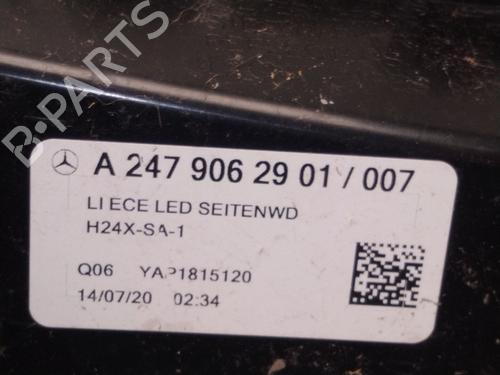 A 247 906 29 01 / 007
LI ECE LED SEITENWD
H24X-SA-1
Q06 YAP1815120
14/07/20 02:34
B-PARTS